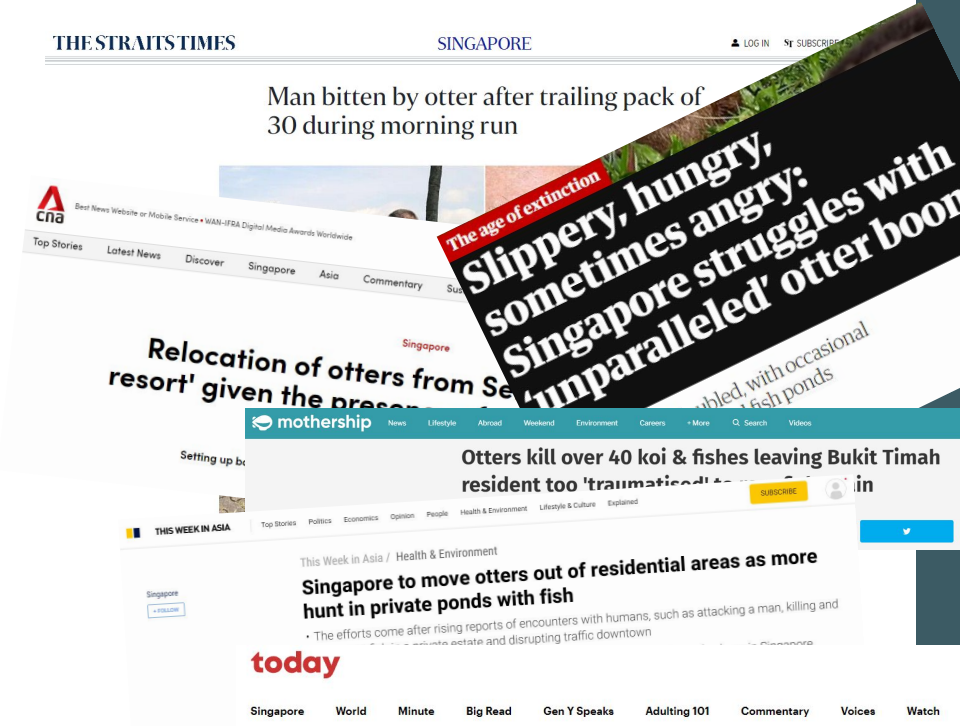 THE STRAITS TIMES
SINGAPORE
LOG IN ST SUBSCRIBE
Man bitten by otter after trailing pack of
30 during morning run
The age of extinction
Slippery, hungry,
sometimes angry:
Singapore struggles with
'unparalleled' otter boom
with occasional
fish ponds
cna
Best News Website or Mobile Service • WAN-IFRA Digital Media Awards Worldwide
Top Stories Latest News Discover Singapore Asia Commentary
Singapore
Relocation of otters from
resort' given the
Setting up
mothership
News Lifestyle Abroad Weekend Environment Careers + More Search Videos
Otters kill over 40 koi & fishes leaving Bukit Timah
resident too 'traumatised' to
THIS WEEK IN ASIA
Top Stories Politics Economics Opinion People Health & Environment Lifestyle & Culture Explained
SUBSCRIBE
This Week in Asia / Health & Environment
Singapore
+ FOLLOW
Singapore to move otters out of residential areas as more
hunt in private ponds with fish
• The efforts come after rising reports of encounters with humans, such as attacking a man, killing and
private estate and disrupting traffic downtown
today
Singapore World Minute Big Read Gen Y Speaks Adulting 101 Commentary Voices Watch